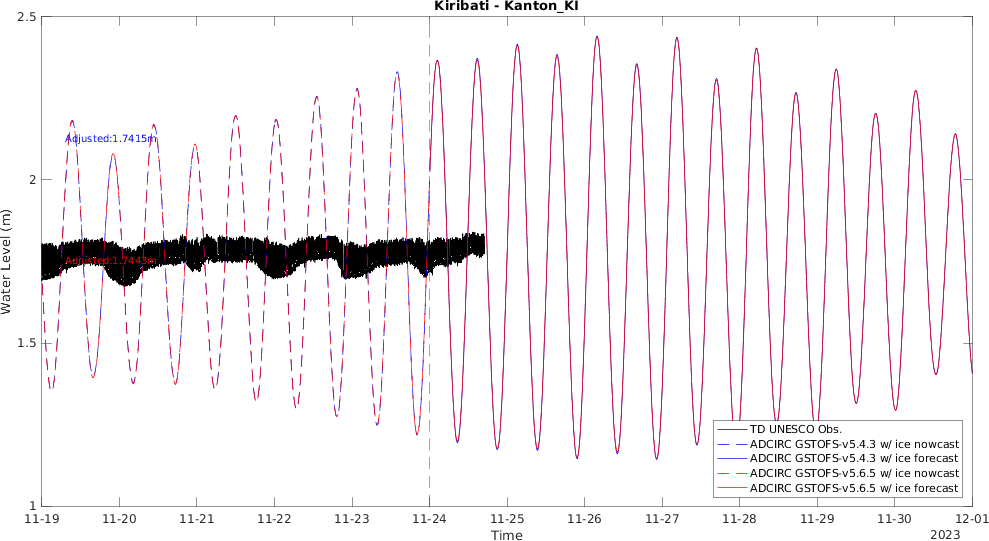 Kiribati - Kanton_KI
Water Level (m)
2.5
2
1.5
1
Adjusted:1.7415m
Adjusted:1.7443m
TD UNESCO Obs.
ADCIRC GSTOFS-v5.4.3 w/ ice nowcast
ADCIRC GSTOFS-v5.4.3 w/ ice forecast
ADCIRC GSTOFS-v5.6.5 w/ ice nowcast
ADCIRC GSTOFS-v5.6.5 w/ ice forecast
11-19 11-20 11-21 11-22 11-23 11-24 11-25 11-26 11-27 11-28 11-29 11-30 12-01
Time
2023